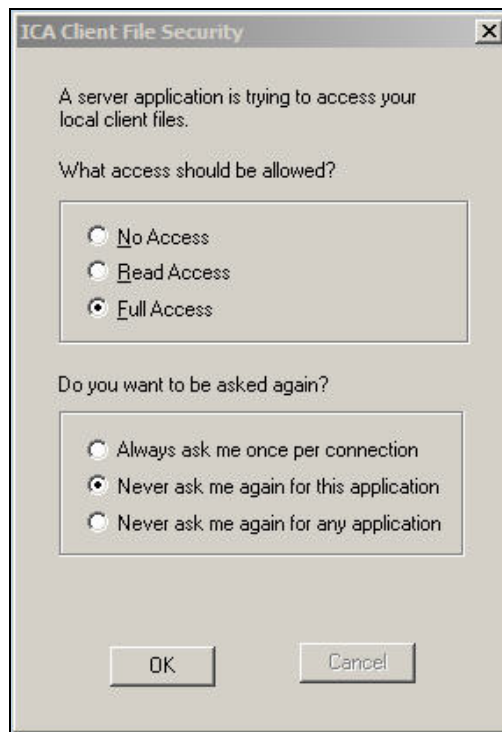 ICA Client File Security
A server application is trying to access your
local client files.
What access should be allowed?
No Access
Read Access
Full Access
Do you want to be asked again?
Always ask me once per connection
Never ask me again for this application
Never ask me again for any application
OK
Cancel